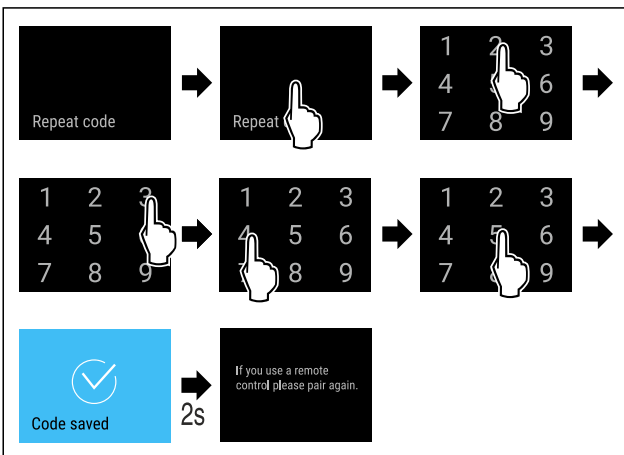 Repeat code
Repeat
1 2 3
4 6
7 8 9
1 2 3
4 5
7 8 9
1 2 3
4 5 6
8 9
1 2 3
4 5 6
7 9
Code saved
2s
If you use a remote
control please pair again.